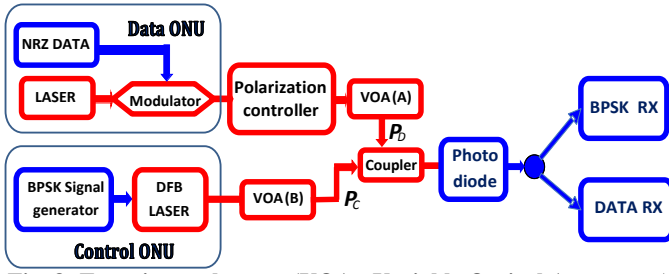 Data ONU
NRZ DATA
LASER
Modulator
Polarization
controller
VOA(A)
P_D
Coupler
Photo
diode
BPSK RX
DATA RX
BPSK Signal
generator
DFB
LASER
VOA(B)
P_C
Control ONU